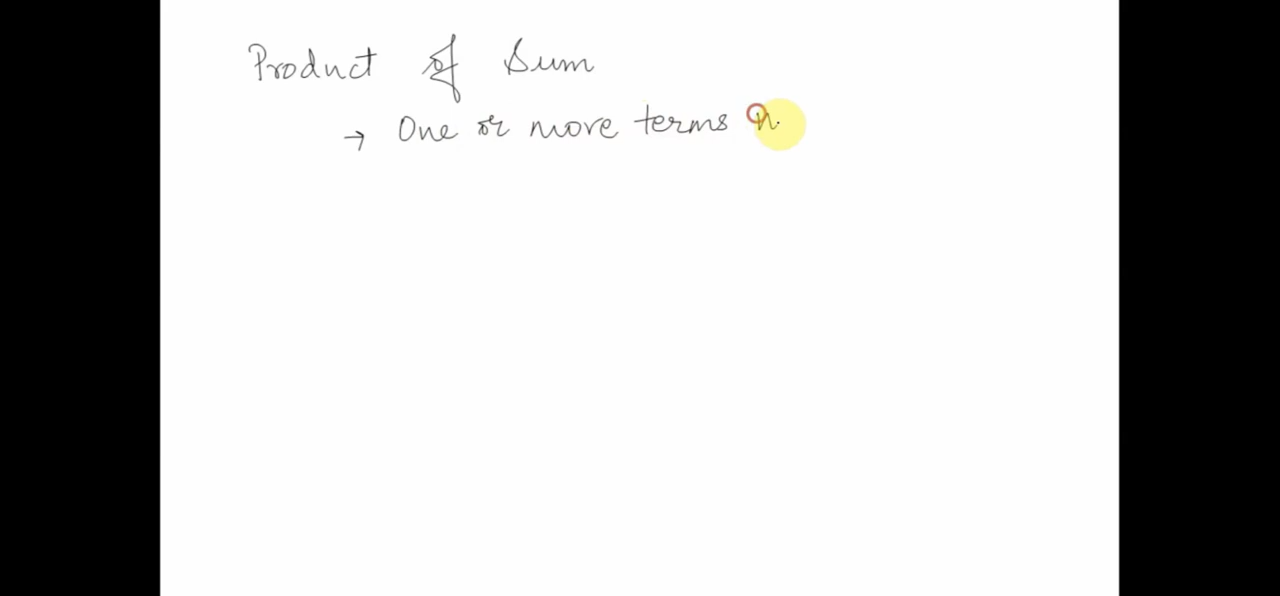 Product of Sum
→ One or more terms